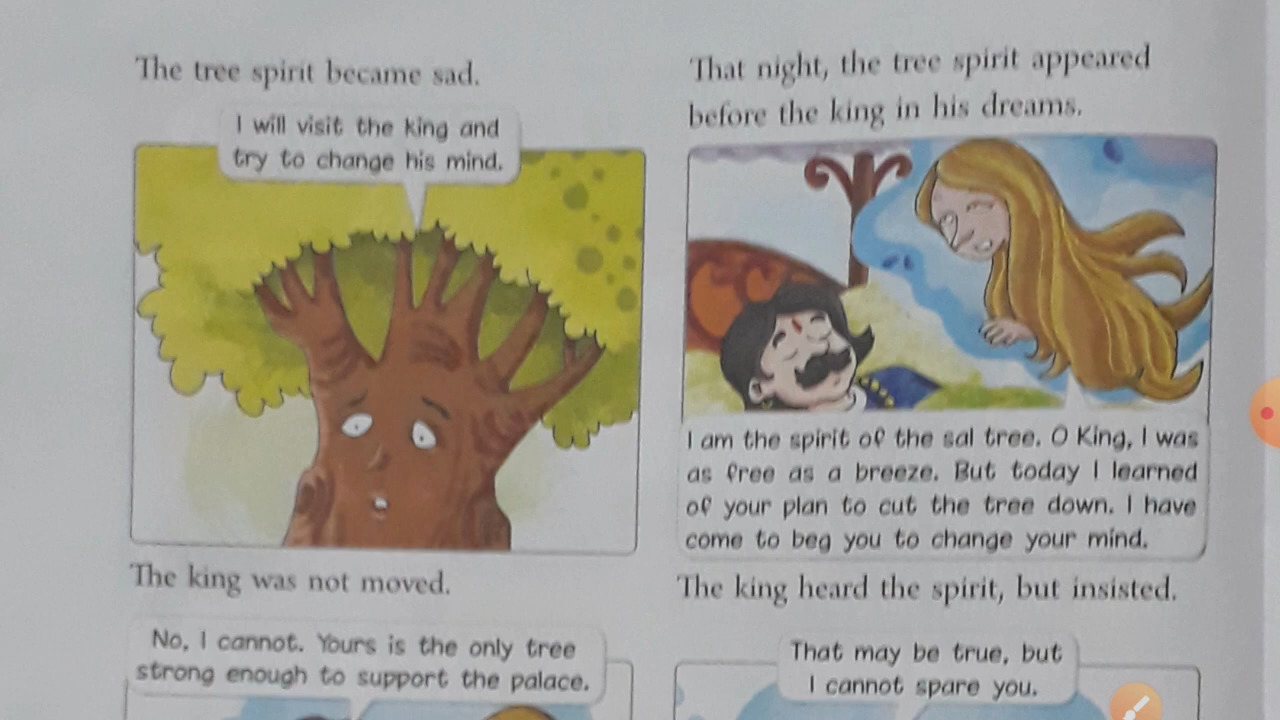 The tree spirit became sad.
I will visit the king and
try to change his mind.
That night, the tree spirit appeared
before the king in his dreams.
I am the spirit of the sal tree. O King, I was
as free as a breeze. But today I learned
of your plan to cut the tree down. I have
come to beg you to change your mind.
The king was not moved.
No, I cannot. Yours is the only tree
strong enough to support the palace.
The king heard the spirit, but insisted.
That may be true, but
I cannot spare you.